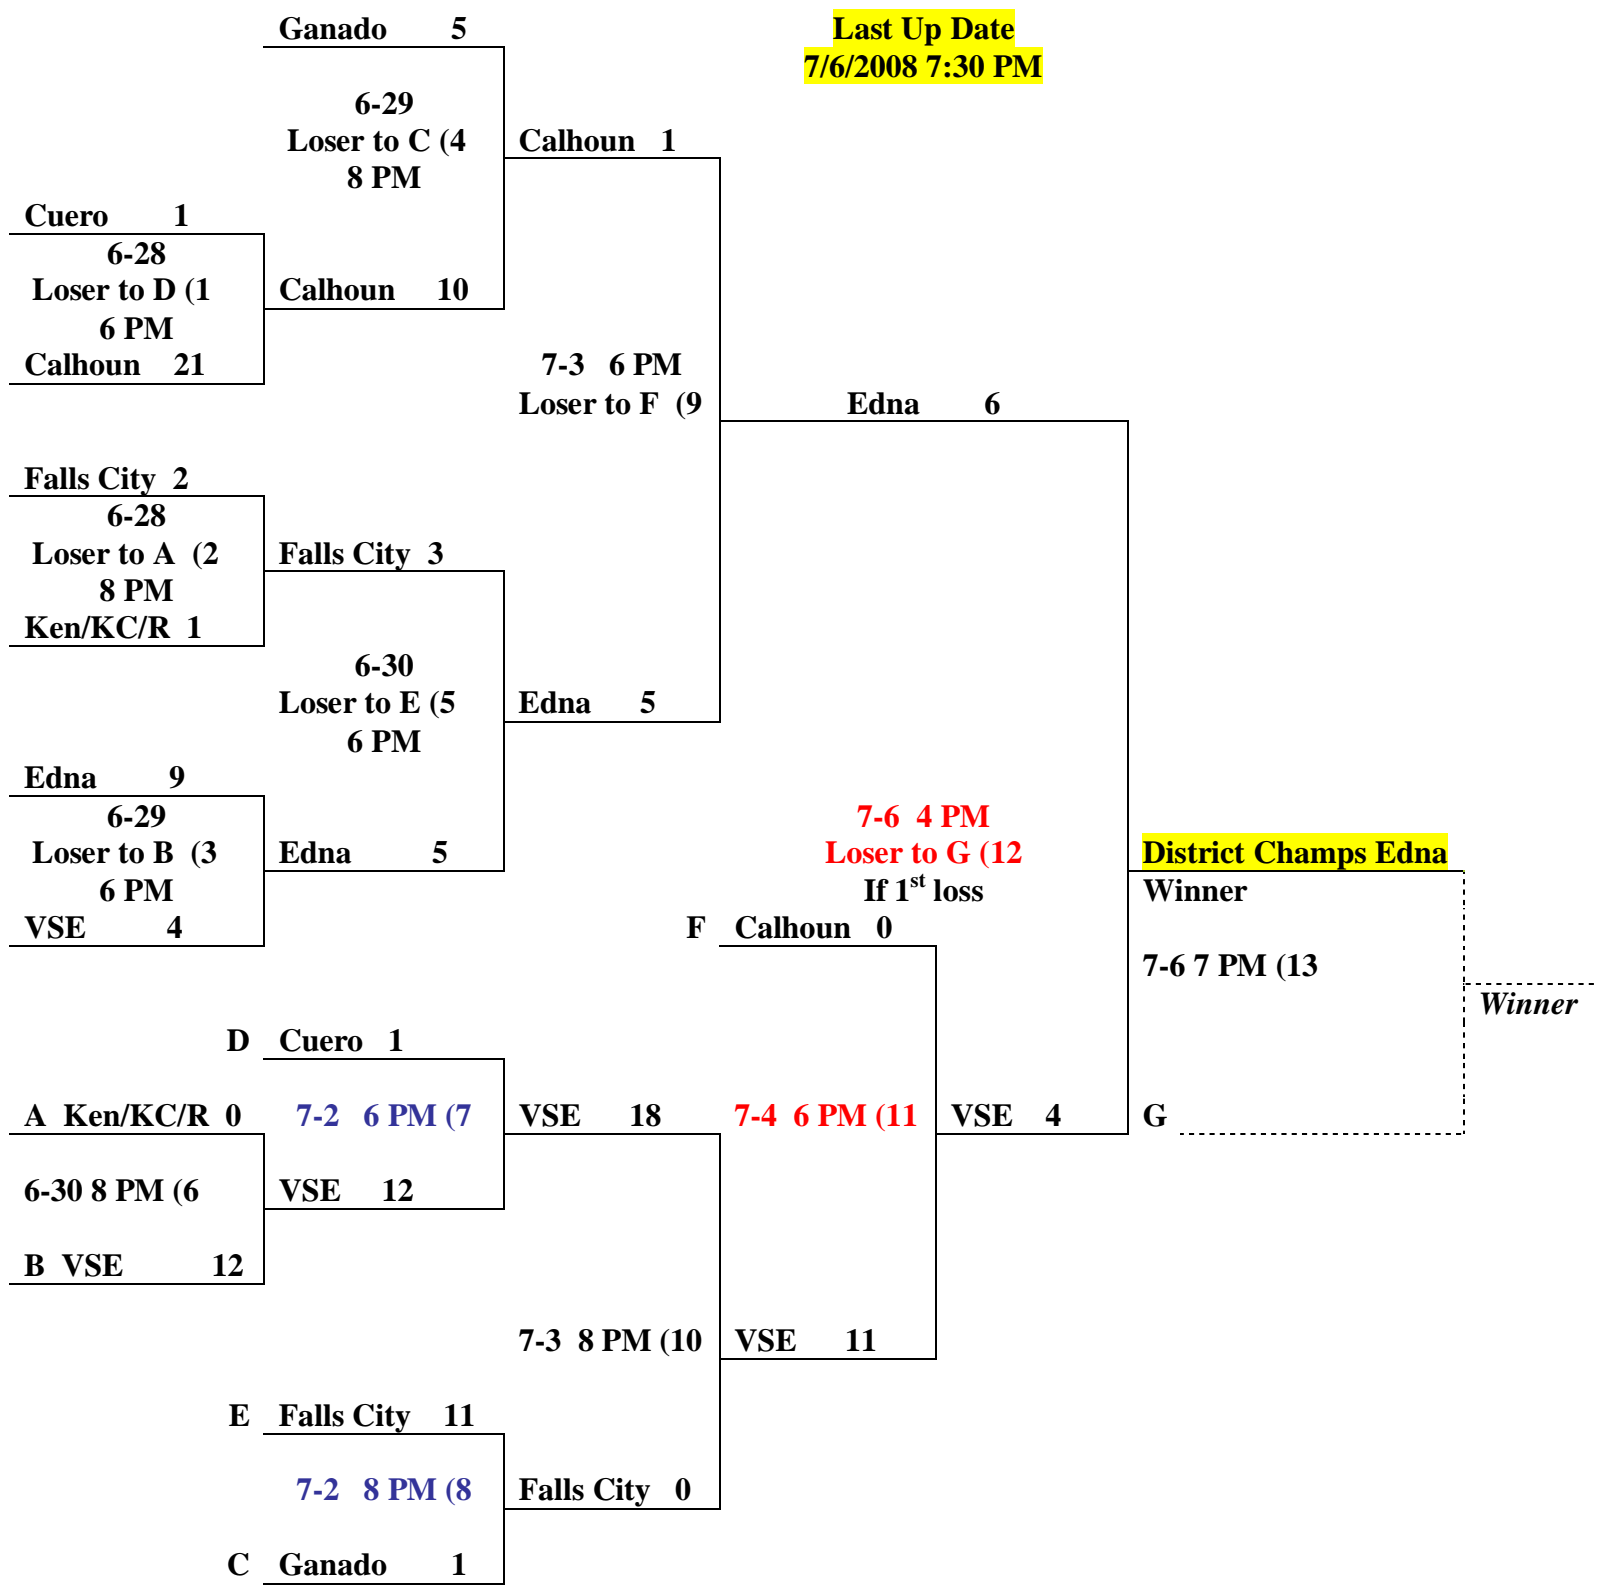 Ganado 5
Last Up Date
7/6/2008 7:30 PM
6-29
Loser to C (4
8 PM
Calhoun 1
Cuero 1
6-28
Loser to D (1
6 PM
Calhoun 21
Calhoun 10
7-3 6 PM
Loser to F (9
Edna 6
Falls City 2
6-28
Loser to A (2
8 PM
Ken/KC/R 1
Falls City 3
6-30
Loser to E (5
6 PM
Edna 5
Edna 9
6-29
Loser to B (3
6 PM
VSE 4
Edna 5
7-6 4 PM
Loser to G (12
If 1st loss
District Champs Edna
Winner
7-6 7 PM (13
Winner
F Calhoun 0
D Cuero 1
A Ken/KC/R 0
7-2 6 PM (7
VSE 18
7-4 6 PM (11
VSE 4
G
6-30 8 PM (6
VSE 12
B VSE 12
7-3 8 PM (10
VSE 11
E Falls City 11
7-2 8 PM (8
Falls City 0
C Ganado 1